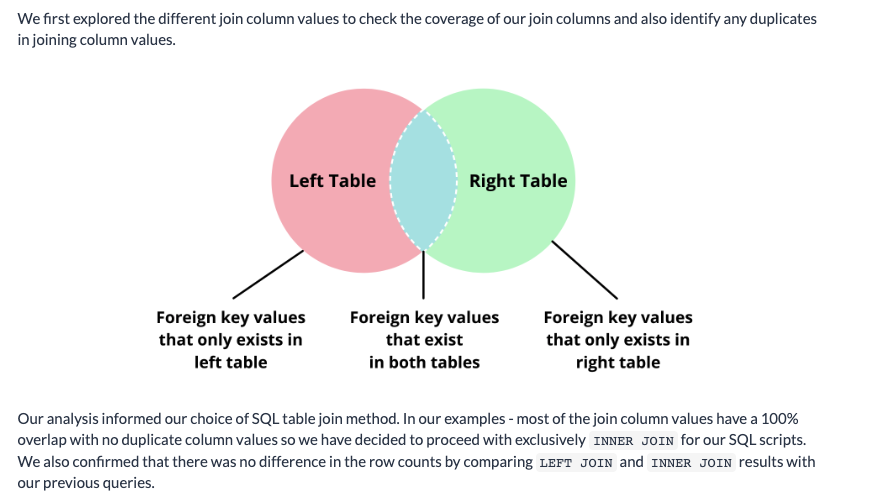 We first explored the different join column values to check the coverage of our join columns and also identify any duplicates
in joining column values.
Left Table
Right Table
Foreign key values
that only exists in
left table
Foreign key values
that exist
in both tables
Foreign key values
that only exists in
right table
Our analysis informed our choice of SQL table join method. In our examples - most of the join column values have a 100%
overlap with no duplicate column values so we have decided to proceed with exclusively INNER JOIN for our SQL scripts.
We also confirmed that there was no difference in the row counts by comparing LEFT JOIN and INNER JOIN results with
our previous queries.